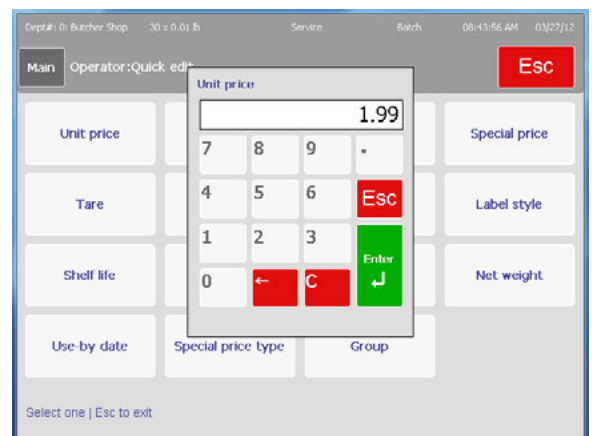 Dept#: 0: Butcher Shop 30 x 0.01 lb Service Batch 08:43:56 AM 03/27/12
Main Operator:Quick edit Esc
Unit price
1.99
7 8 9 .
4 5 6 Esc
1 2 3 Enter
0 ← C ↵
Unit price Special price
Tare Label style
Shelf life Net weight
Use-by date Special price type Group
Select one | Esc to exit